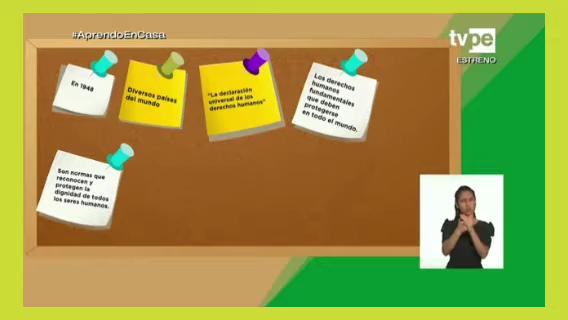 #AprendoEnCasa
tvpe
ESTRENO
En 1948
Diversos países
del mundo
"La declaración
universal de los
derechos humanos"
Los derechos
humanos
fundamentales
que deben
protegerse
en todo el mundo.
Son normas que
reconocen y
protegen la
dignidad de todos
los seres humanos.